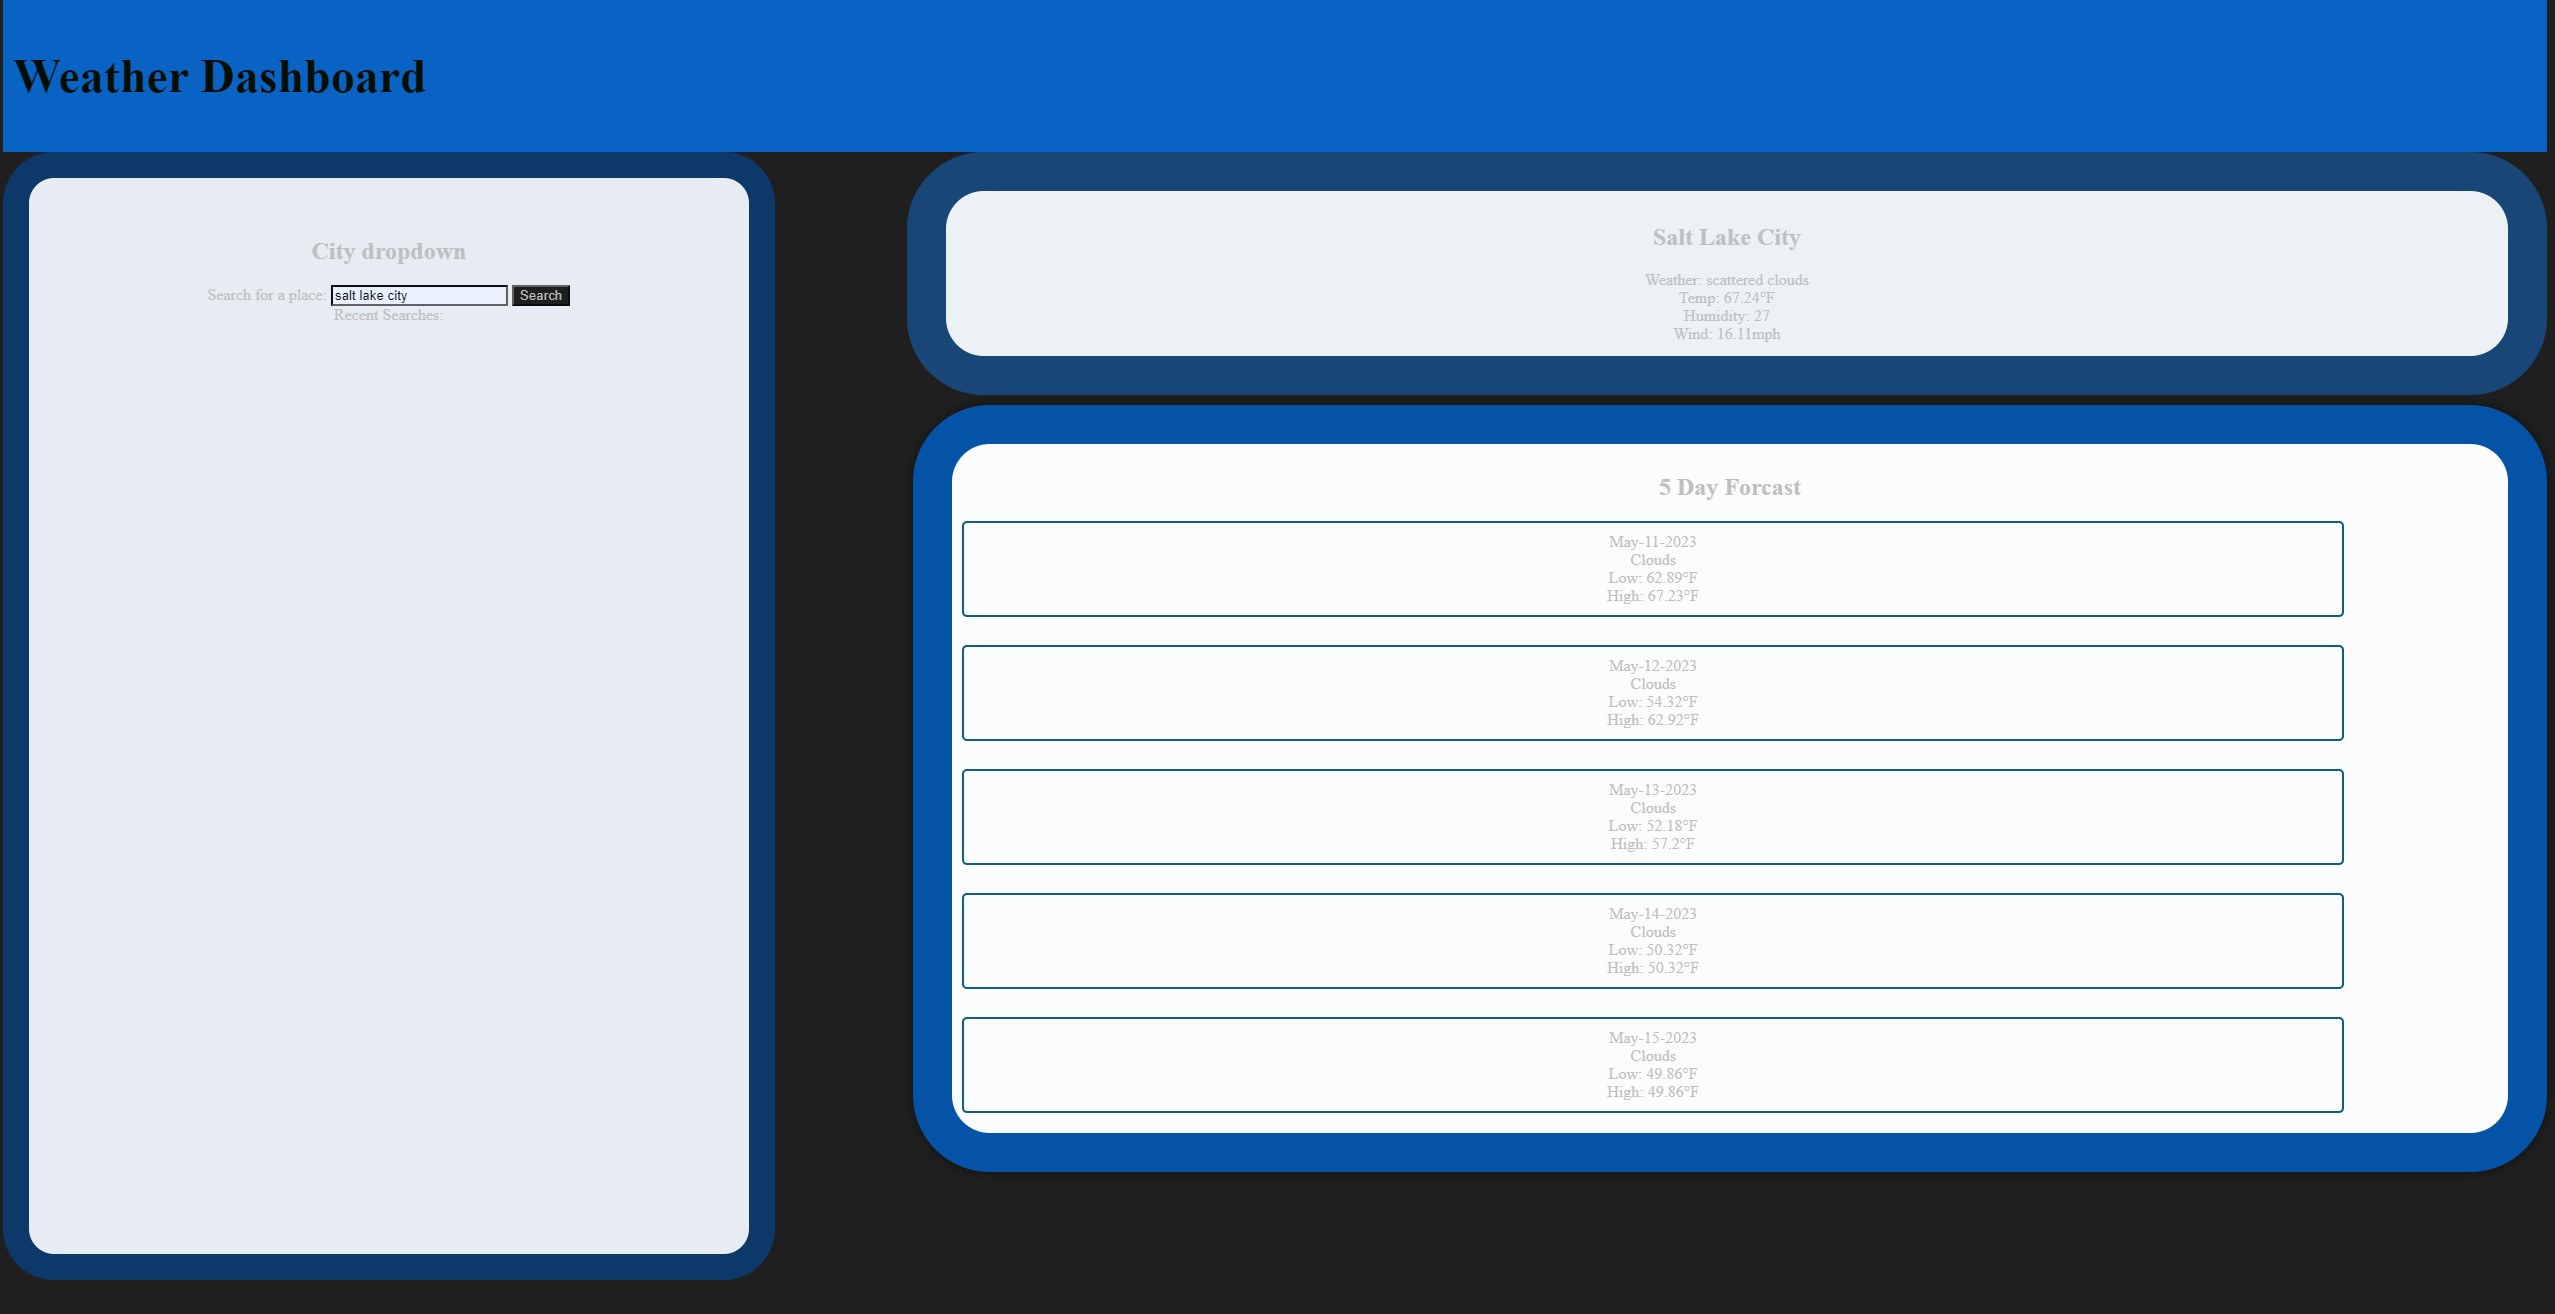 Weather Dashboard
City dropdown
Search for a place: salt lake city Search
Recent Searches:
Salt Lake City
Weather: scattered clouds
Temp: 67.24°F
Humidity: 27
Wind: 16.11mph
5 Day Forcast
May-11-2023
Clouds
Low: 62.89°F
High: 67.23°F
May-12-2023
Clouds
Low: 54.32°F
High: 62.92°F
May-13-2023
Clouds
Low: 52.18°F
High: 57.2°F
May-14-2023
Clouds
Low: 50.32°F
High: 50.32°F
May-15-2023
Clouds
Low: 49.86°F
High: 49.86°F